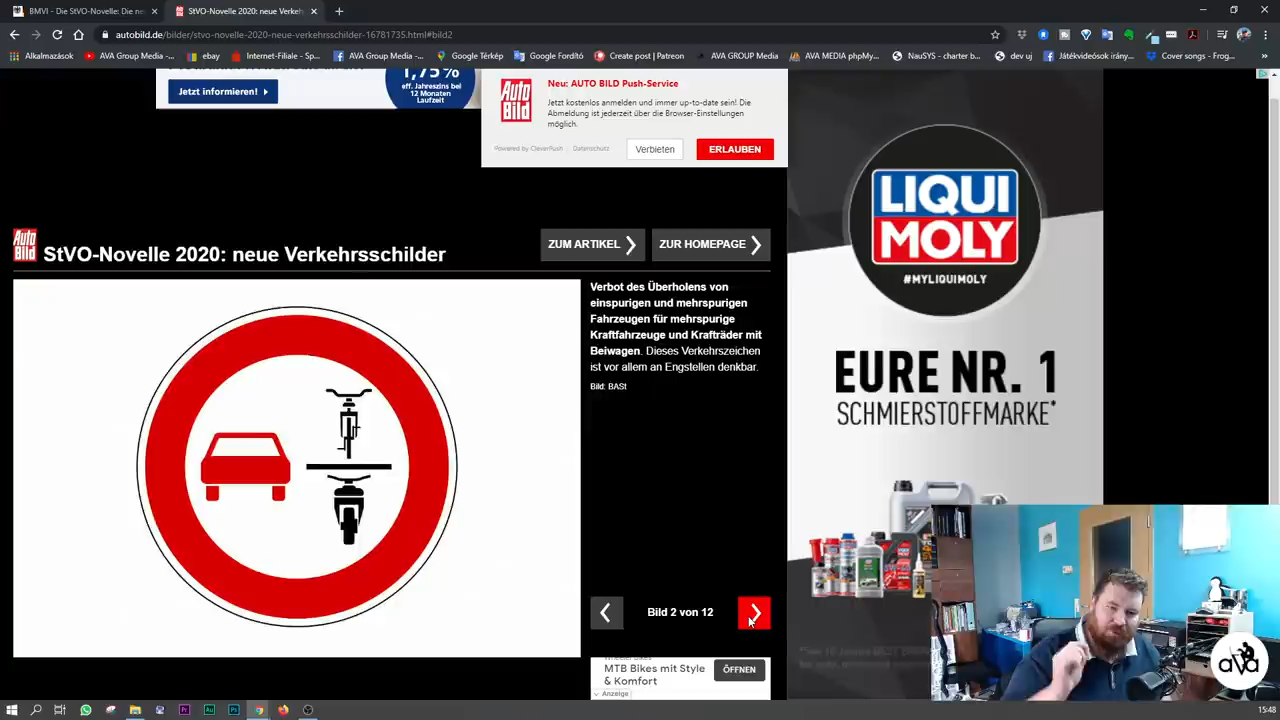 BMVI - Die StVO-Novelle: Die ne
StVO-Novelle 2020: neue Verkeh
autobild.de/bilder/stvo-novelle-2020-neue-verkehrsschilder-16781735.html#bild2
Alkalmazások
AVA Group Media - ...
Internet-Filiale - Sp...
AVA Group Media - ...
Google Térkép
Google Fordító
Create post | Patreon
AVA GROUP Media
AVA MEDIA phpMy...
NauSYS - charter b...
dev uj
Játékvideósok irány...
Cover songs - Frog...
1,75%
eff. Jahreszins bei
12 Monaten
Laufzeit
Jetzt informieren!
Auto
Bild
Neu: AUTO BILD Push-Service
Jetzt kostenlos anmelden und immer up-to-date sein! Die
Abmeldung ist jederzeit über die Browser-Einstellungen
möglich.
Powered by CleverPush
Datenschutz
Verbieten
ERLAUBEN
Auto
Bild
StVO-Novelle 2020: neue Verkehrsschilder
ZUM ARTIKEL
ZUR HOMEPAGE
Verbot des Überholens von
einspurigen und mehrspurigen
Fahrzeugen für mehrspurige
Kraftfahrzeuge und Krafträder mit
Beiwagen. Dieses Verkehrszeichen
ist vor allem an Engstellen denkbar.
Bild: BASt
Bild 2 von 12
MTB Bikes mit Style
& Komfort
ÖFFNEN
Anzeige
LIQUI
MOLY
#MYLIQUIMOLY
EURE NR. 1
SCHMIERSTOFFMARKE*
aVa
15:48